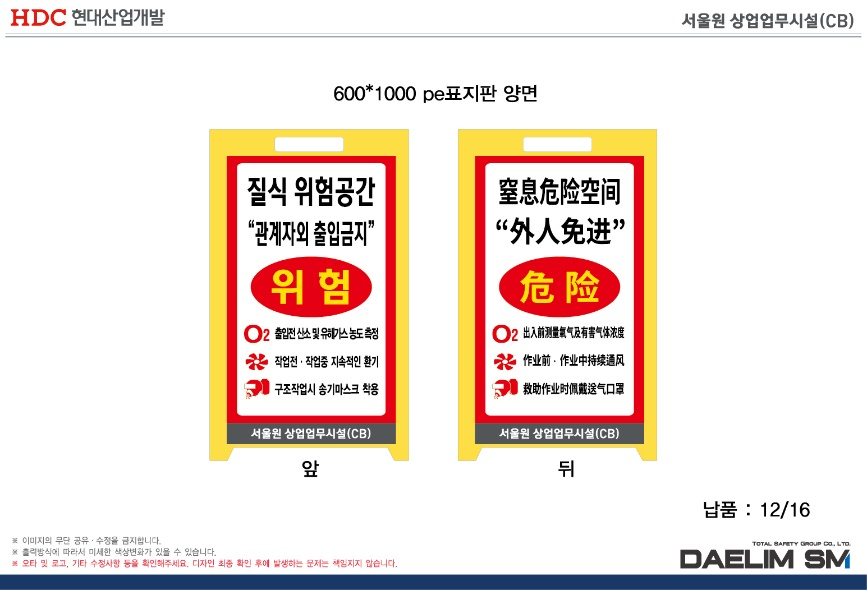 HDC 현대산업개발
서울원 상업업무시설(CB)
600*1000 pe표지판 양면
질식 위험공간
“관계자외 출입금지”
위험
O2 출입전 산소 및 유해가스 농도 측정
작업전 · 작업중 지속적인 환기
구조작업시 송기마스크 착용
서울원 상업업무시설(CB)
앞
窒息危险空间
“外人免进”
危险
O2 出入前测量氧气及有害气体浓度
作业前 · 作业中持续通风
救助作业时佩戴送气口罩
서울원 상업업무시설(CB)
뒤
납품 : 12/16
※ 이미지의 무단 공유 · 수정을 금지합니다.
※ 출력방식에 따라서 미세한 색상변화가 있을 수 있습니다.
※ 오타 및 로고, 기타 수정사항 등을 확인해주세요. 디자인 최종 확인 후에 발생하는 문제는 책임지지 않습니다.
TOTAL SAFETY GROUP CO., LTD.
DAELIM SM